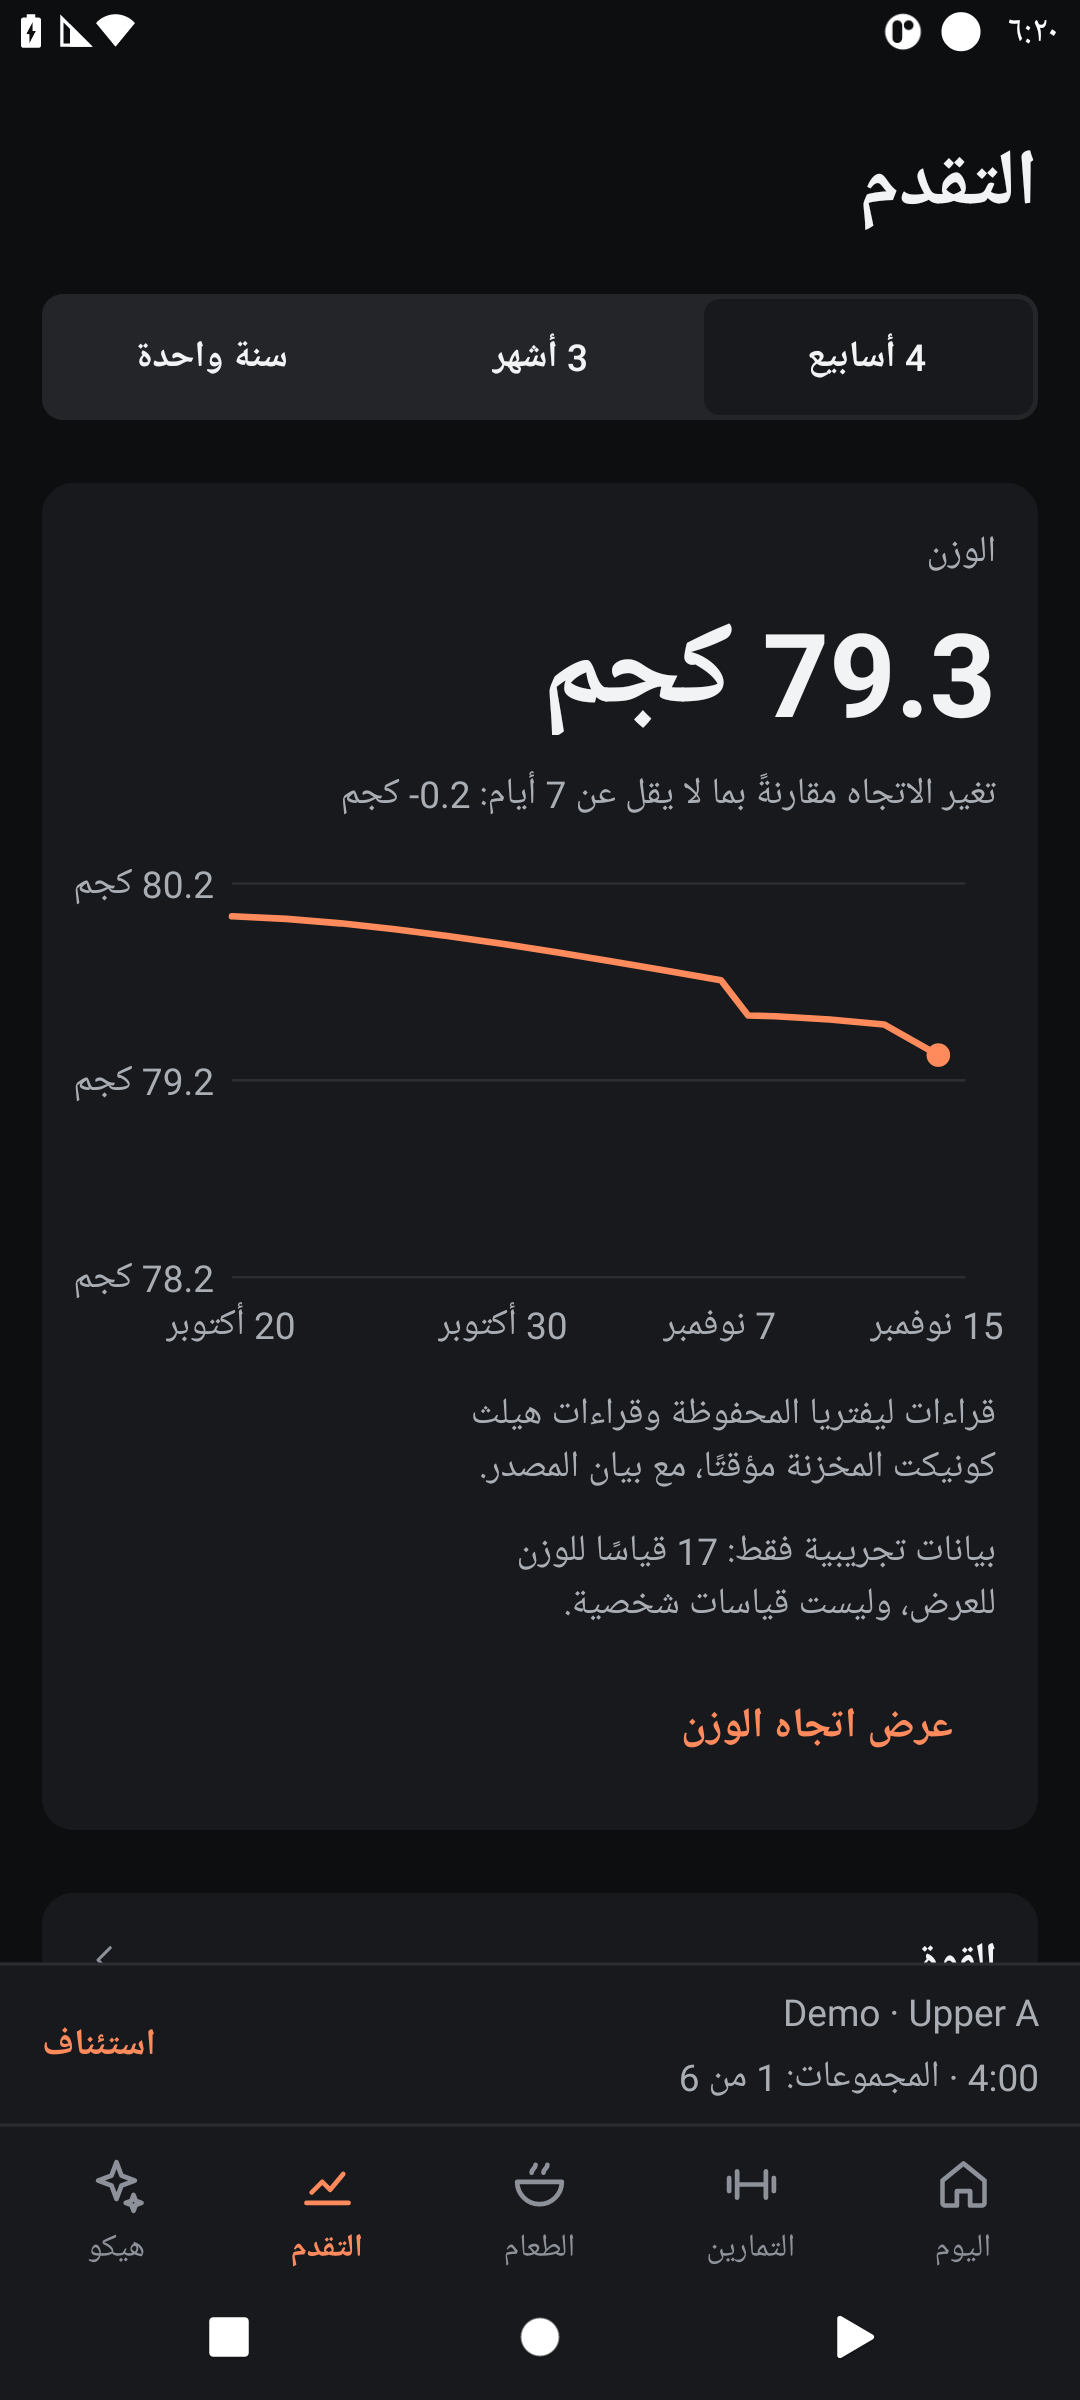 ٦:٢٠
التقدم
4 أسابيع
3 أشهر
سنة واحدة
الوزن
79.3 كجم
تغير الاتجاه مقارنةً بما لا يقل عن 7 أيام: 0.2- كجم
80.2 كجم
79.2 كجم
78.2 كجم
20 أكتوبر
30 أكتوبر
7 نوفمبر
15 نوفمبر
قراءات ليفتريا المحفوظة وقراءات هيلث
كونيكت المخزنة مؤقتًا، مع بيان المصدر.
بيانات تجريبية فقط: 17 قياسًا للوزن
للعرض، وليست قياسات شخصية.
عرض اتجاه الوزن
القوة
Demo · Upper A
4:00 · المجموعات: 1 من 6
استئناف
اليوم
التمارين
الطعام
التقدم
هيكو